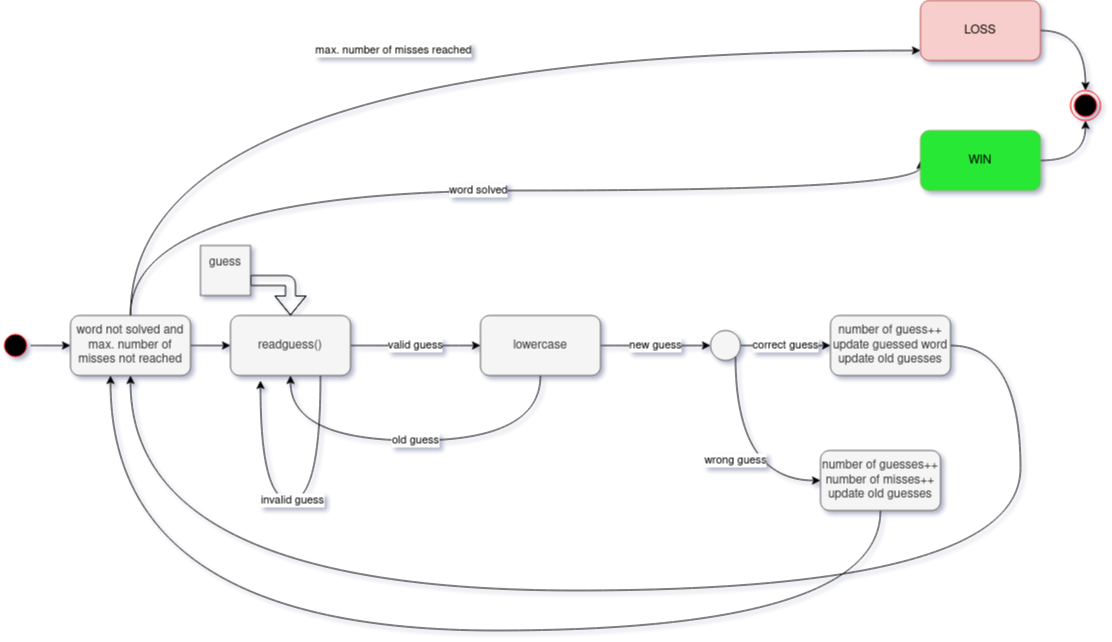 LOSS
max. number of misses reached
WIN
word solved
guess
word not solved and
max. number of
misses not reached
readguess()
valid guess
lowercase
new guess
correct guess
number of guess++
update guessed word
update old guesses
old guess
invalid guess
wrong guess
number of guesses++
number of misses++
update old guesses